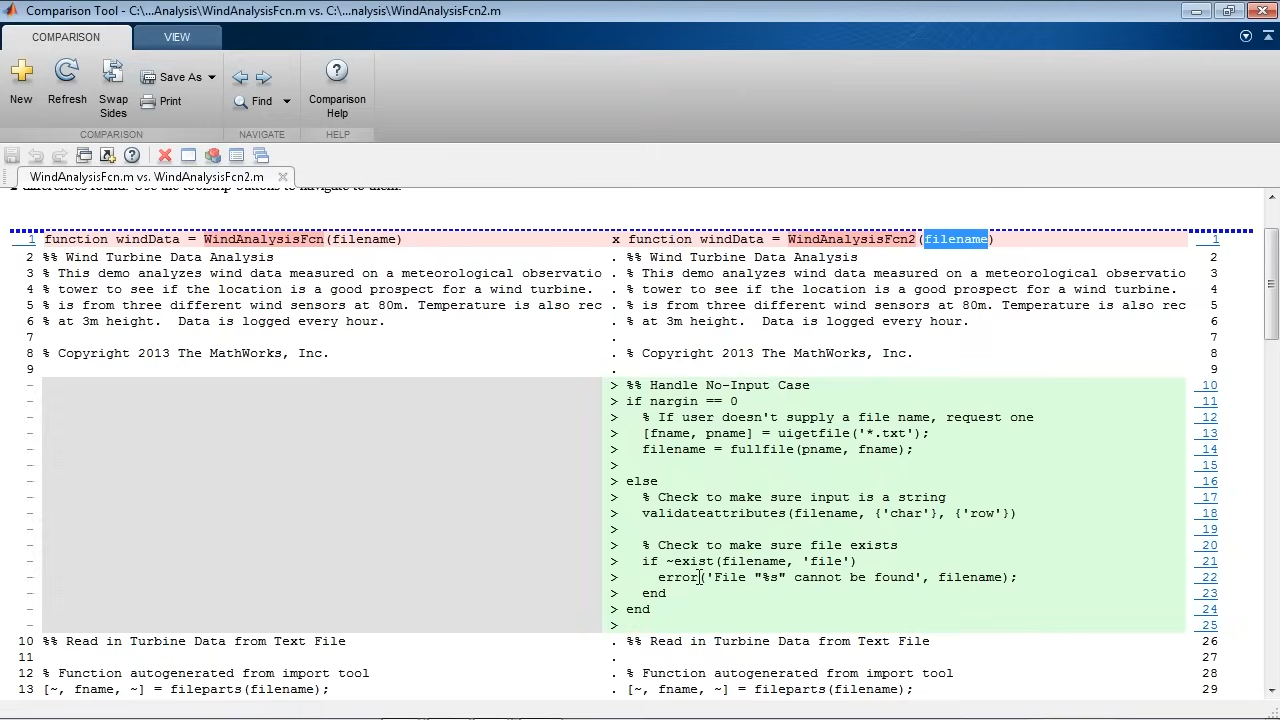 Comparison Tool - C:\...Analysis\WindAnalysisFcn.m vs. C:\...nalysis\WindAnalysisFcn2.m
COMPARISON VIEW
New Refresh Swap Sides Save As Print Find Comparison Help
COMPARISON NAVIGATE HELP
WindAnalysisFcn.m vs. WindAnalysisFcn2.m
differences found. Use the toolstrip buttons to navigate to them.
1 function windData = WindAnalysisFcn(filename) x function windData = WindAnalysisFcn2(filename) 1
2 %% Wind Turbine Data Analysis . %% Wind Turbine Data Analysis 2
3 % This demo analyzes wind data measured on a meteorological observatio . % This demo analyzes wind data measured on a meteorological observatio 3
4 % tower to see if the location is a good prospect for a wind turbine. . % tower to see if the location is a good prospect for a wind turbine. 4
5 % is from three different wind sensors at 80m. Temperature is also rec . % is from three different wind sensors at 80m. Temperature is also rec 5
6 % at 3m height.  Data is logged every hour. . % at 3m height.  Data is logged every hour. 6
7 . 7
8 % Copyright 2013 The MathWorks, Inc. . % Copyright 2013 The MathWorks, Inc. 8
9 . 9
- > %% Handle No-Input Case 10
- > if nargin == 0 11
- >   % If user doesn't supply a file name, request one 12
- >   [fname, pname] = uigetfile('*.txt'); 13
- >   filename = fullfile(pname, fname); 14
- > 15
- > else 16
- >   % Check to make sure input is a string 17
- >   validateattributes(filename, {'char'}, {'row'}) 18
- > 19
- >   % Check to make sure file exists 20
- >   if ~exist(filename, 'file') 21
- >     error('File "%s" cannot be found', filename); 22
- >   end 23
- > end 24
- > 25
10 %% Read in Turbine Data from Text File . %% Read in Turbine Data from Text File 26
11 . 27
12 % Function autogenerated from import tool . % Function autogenerated from import tool 28
13 [~, fname, ~] = fileparts(filename); . [~, fname, ~] = fileparts(filename); 29